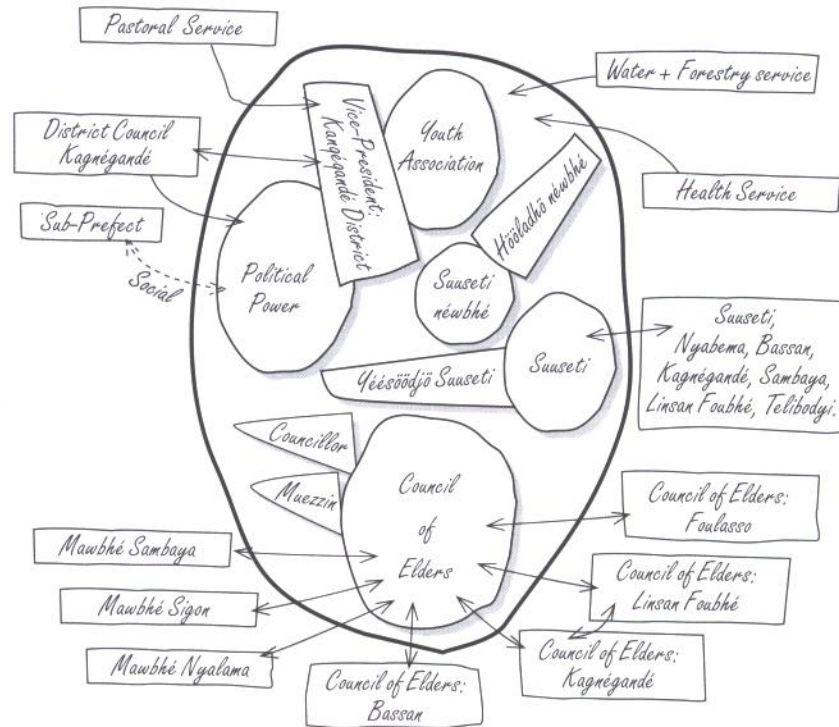 Pastoral Service
District Council
Kagnégandé
Sub-Prefect
Social
Vice-President:
Kangégandé District
Youth
Association
Water + Forestry service
Health Service
Hööladhö néwbhé
Political
Power
Suuseti
néwbhé
Suuseti
Yéésöödjö Suuseti
Suuseti,
Nyabema, Bassan,
Kagnégandé, Sambaya,
Linsan Foubhé, Telibodyi.
Councillor
Muezzin
Council
of
Elders
Council of Elders:
Foulasso
Council of Elders:
Linsan Foubhé
Council of Elders:
Kagnégandé
Council of Elders:
Bassan
Mawbhé Sambaya
Mawbhé Sigon
Mawbhé Nyalama